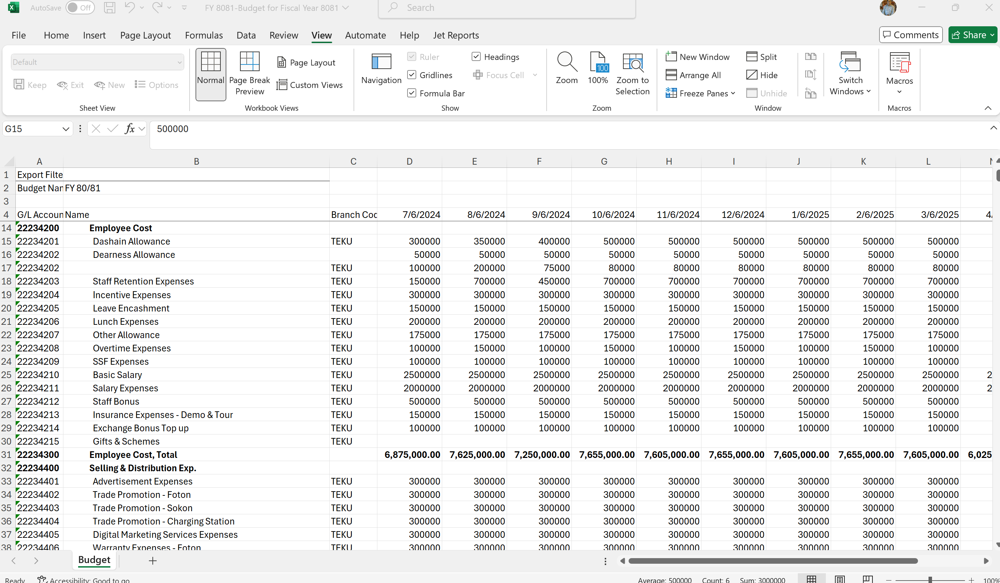 AutoSave Off FY 8081-Budget for Fiscal Year 8081 Search
File Home Insert Page Layout Formulas Data Review View Automate Help Jet Reports Comments Share
Default
Keep Exit New Options
Sheet View
Normal
Page Break Preview
Page Layout
Custom Views
Workbook Views
Navigation
Ruler
Gridlines
Formula Bar
Headings
Focus Cell
Show
Zoom
100
100%
Zoom to Selection
Zoom
New Window
Arrange All
Freeze Panes
Split
Hide
Unhide
Switch Windows
Window
Macros
Macros
G15 fx 500000
A B C D E F G H I J K L
1 Export Filte
2 Budget Nan FY 80/81
3
4 G/L Accoun Name Branch Cod 7/6/2024 8/6/2024 9/6/2024 10/6/2024 11/6/2024 12/6/2024 1/6/2025 2/6/2025 3/6/2025 4/
14 22234200 Employee Cost
15 22234201 Dashain Allowance TEKU 300000 350000 400000 500000 500000 500000 500000 500000 500000
16 22234202 Dearness Allowance 50000 50000 50000 50000 50000 50000 50000 50000 50000
17 22234202 TEKU 100000 200000 75000 80000 80000 80000 80000 80000 80000
18 22234203 Staff Retention Expenses TEKU 150000 700000 450000 700000 700000 700000 700000 700000 700000
19 22234204 Incentive Expenses TEKU 300000 300000 300000 300000 300000 300000 300000 300000 300000
20 22234205 Leave Encashment TEKU 150000 150000 150000 150000 150000 150000 150000 150000 150000
21 22234206 Lunch Expenses TEKU 200000 200000 200000 200000 200000 200000 200000 200000 200000
22 22234207 Other Allowance TEKU 175000 175000 175000 175000 175000 175000 175000 175000 175000
23 22234208 Overtime Expenses TEKU 100000 150000 100000 150000 100000 150000 100000 150000 100000
24 22234209 SSF Expenses TEKU 100000 100000 100000 100000 100000 100000 100000 100000 100000
25 22234210 Basic Salary TEKU 2500000 2500000 2500000 2500000 2500000 2500000 2500000 2500000 2500000 2
26 22234211 Salary Expenses TEKU 2000000 2000000 2000000 2000000 2000000 2000000 2000000 2000000 2000000 2
27 22234212 Staff Bonus TEKU 500000 500000 500000 500000 500000 500000 500000 500000 500000
28 22234213 Insurance Expenses - Demo & Tour TEKU 150000 150000 150000 150000 150000 150000 150000 150000 150000
29 22234214 Exchange Bonus Top up TEKU 100000 100000 100000 100000 100000 100000 100000 100000 100000
30 22234215 Gifts & Schemes TEKU
31 22234300 Employee Cost, Total 6,875,000.00 7,625,000.00 7,250,000.00 7,655,000.00 7,605,000.00 7,655,000.00 7,605,000.00 7,655,000.00 7,605,000.00 6,025
32 22234400 Selling & Distribution Exp.
33 22234401 Advertisement Expenses TEKU 300000 300000 300000 300000 300000 300000 300000 300000 300000
34 22234402 Trade Promotion - Foton TEKU 300000 300000 300000 300000 300000 300000 300000 300000 300000
35 22234403 Trade Promotion - Sokon TEKU 300000 300000 300000 300000 300000 300000 300000 300000 300000
36 22234404 Trade Promotion - Charging Station TEKU 300000 300000 300000 300000 300000 300000 300000 300000 300000
37 22234405 Digital Marketing Services Expenses TEKU 300000 300000 300000 300000 300000 300000 300000 300000 300000
38 22234406 Warranty Expenses - Foton TEKU 300000 300000 300000 300000 300000 300000 300000 300000 300000
Budget
Ready Accessibility: Good to go Average: 500000 Count: 6 Sum: 3000000 100%